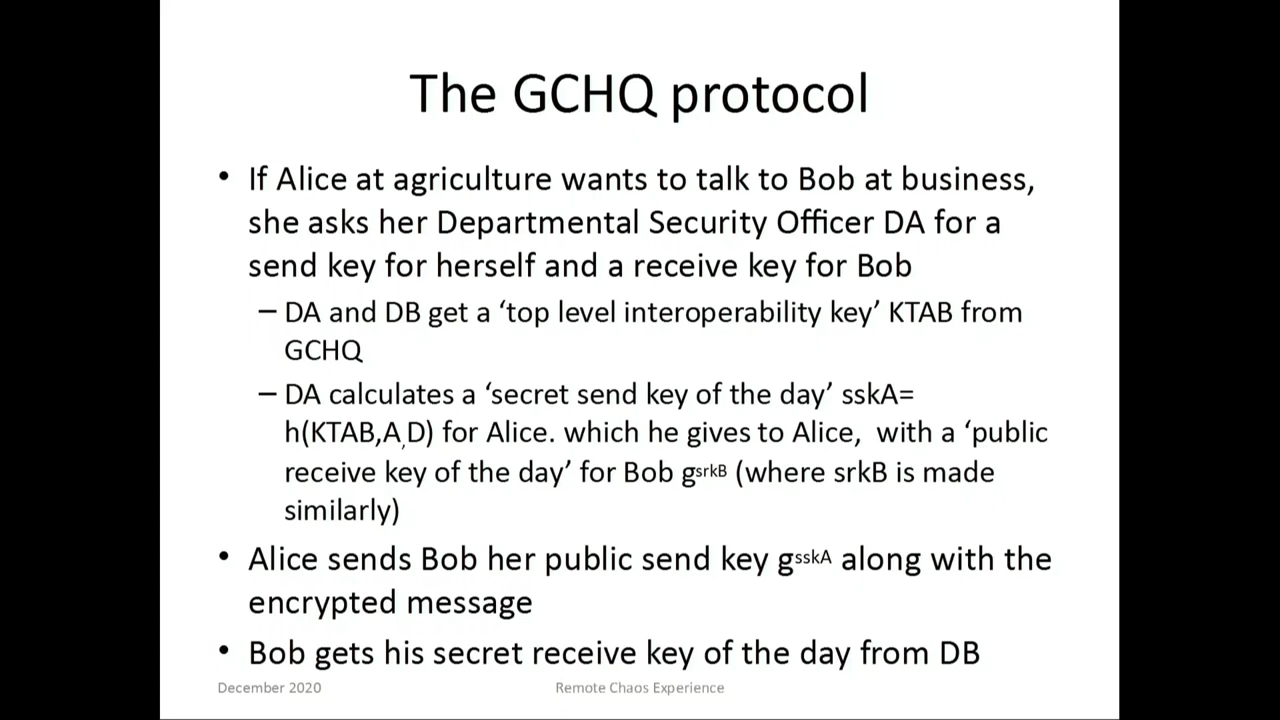 The GCHQ protocol
• If Alice at agriculture wants to talk to Bob at business,
she asks her Departmental Security Officer DA for a
send key for herself and a receive key for Bob
– DA and DB get a ‘top level interoperability key’ KTAB from
GCHQ
– DA calculates a ‘secret send key of the day’ sskA=
h(KTAB,A,D) for Alice. which he gives to Alice,  with a ‘public
receive key of the day’ for Bob g^srkB (where srkB is made
similarly)
• Alice sends Bob her public send key g^sskA along with the
encrypted message
• Bob gets his secret receive key of the day from DB
December 2020
Remote Chaos Experience